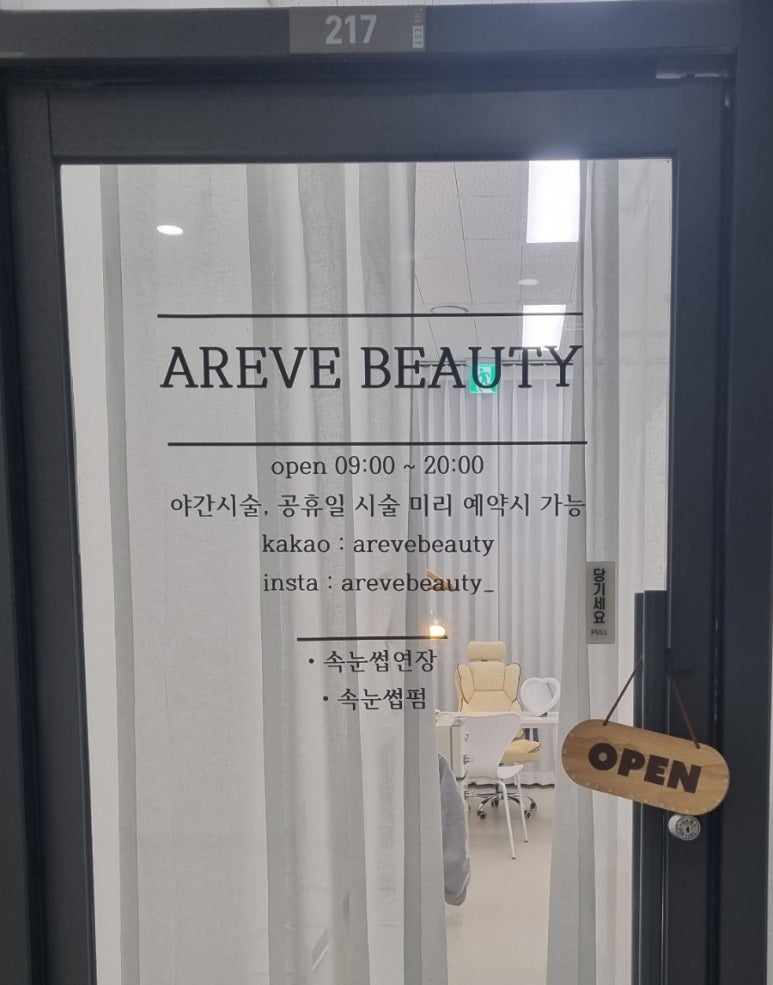 217
AREVE BEAUTY
open 09:00 ~ 20:00
야간시술, 공휴일 시술 미리 예약시 가능
kakao : arevebeauty
insta : arevebeauty_
• 속눈썹연장
• 속눈썹펌
당기세요
PULL
OPEN